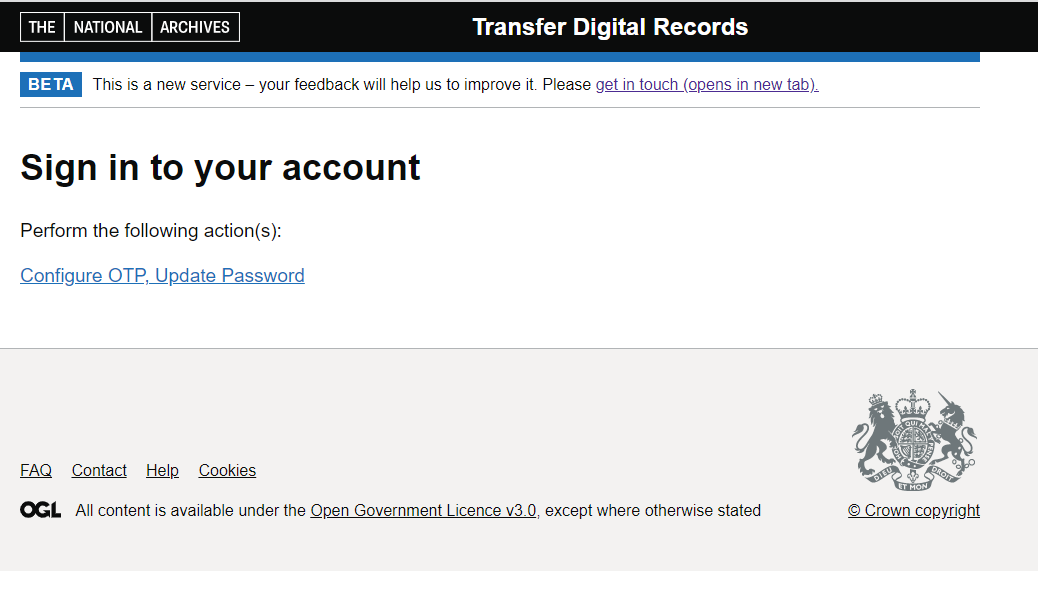 THE NATIONAL ARCHIVES
Transfer Digital Records
BETA This is a new service – your feedback will help us to improve it. Please get in touch (opens in new tab).
Sign in to your account
Perform the following action(s):
Configure OTP, Update Password
FAQ Contact Help Cookies
OGL All content is available under the Open Government Licence v3.0, except where otherwise stated
DIEU ET MON DROIT
© Crown copyright